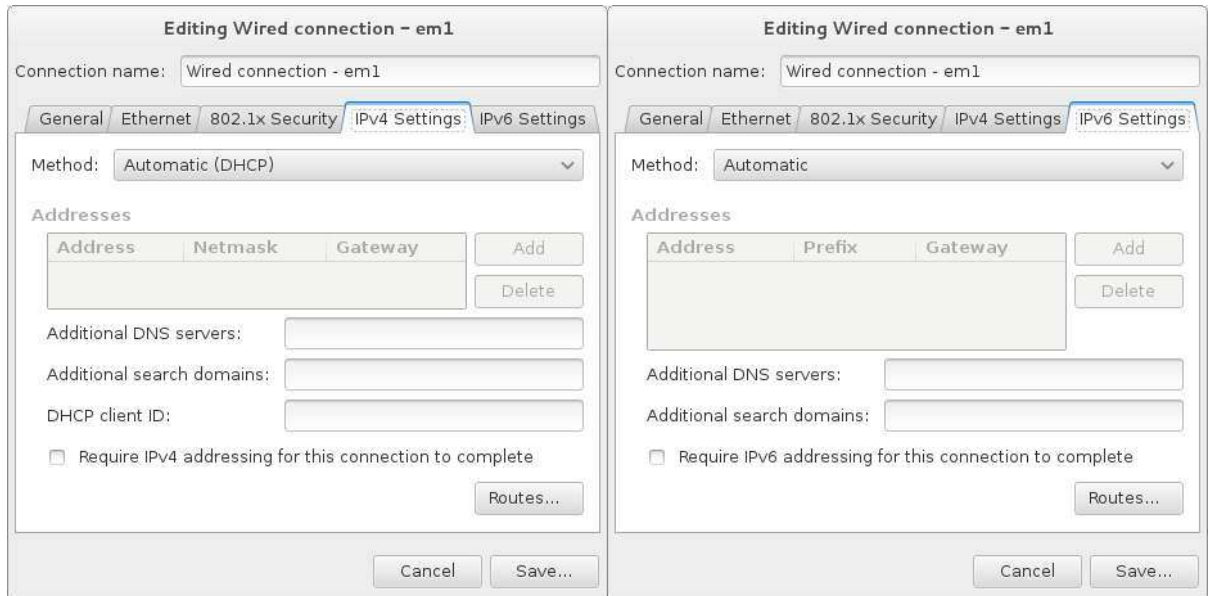 Editing Wired connection – em1
Connection name: Wired connection - em1
General Ethernet 802.1x Security IPv4 Settings IPv6 Settings
Method: Automatic (DHCP)
Addresses
Address Netmask Gateway Add
Delete
Additional DNS servers:
Additional search domains:
DHCP client ID:
Require IPv4 addressing for this connection to complete
Routes...
Cancel Save...
Editing Wired connection – em1
Connection name: Wired connection - em1
General Ethernet 802.1x Security IPv4 Settings IPv6 Settings
Method: Automatic
Addresses
Address Prefix Gateway Add
Delete
Additional DNS servers:
Additional search domains:
Require IPv6 addressing for this connection to complete
Routes...
Cancel Save...